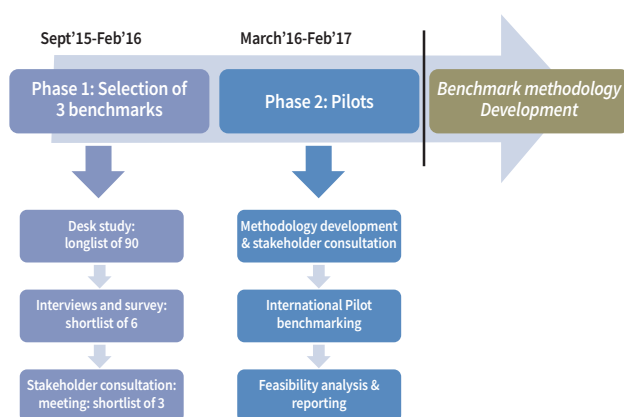 Sept'15-Feb'16
March'16-Feb'17
Phase 1: Selection of
3 benchmarks
Phase 2: Pilots
Benchmark methodology
Development
Desk study:
longlist of 90
Methodology development
& stakeholder consultation
Interviews and survey:
shortlist of 6
International Pilot
benchmarking
Stakeholder consultation:
meeting: shortlist of 3
Feasibility analysis &
reporting